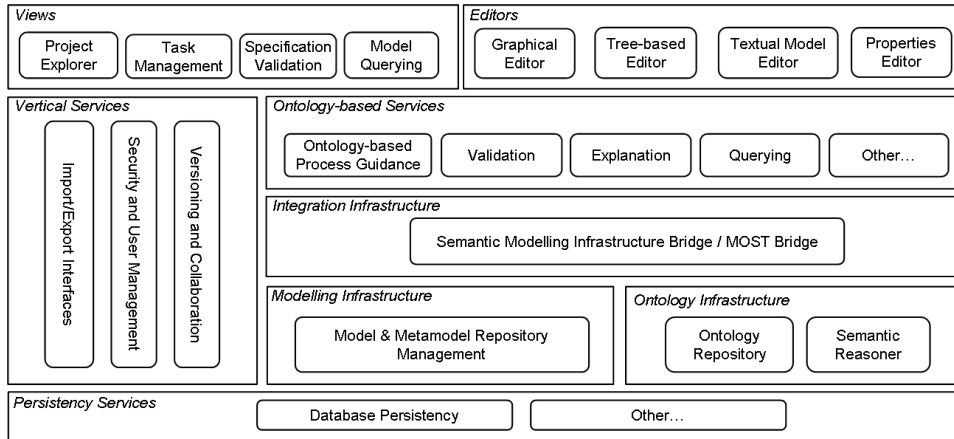 Views
Project
Explorer
Task
Management
Specification
Validation
Model
Querying
Editors
Graphical
Editor
Tree-based
Editor
Textual Model
Editor
Properties
Editor
Vertical Services
Import/Export Interfaces
Security and User Management
Versioning and Collaboration
Ontology-based Services
Ontology-based
Process Guidance
Validation
Explanation
Querying
Other…
Integration Infrastructure
Semantic Modelling Infrastructure Bridge / MOST Bridge
Modelling Infrastructure
Model & Metamodel Repository
Management
Ontology Infrastructure
Ontology
Repository
Semantic
Reasoner
Persistency Services
Database Persistency
Other…